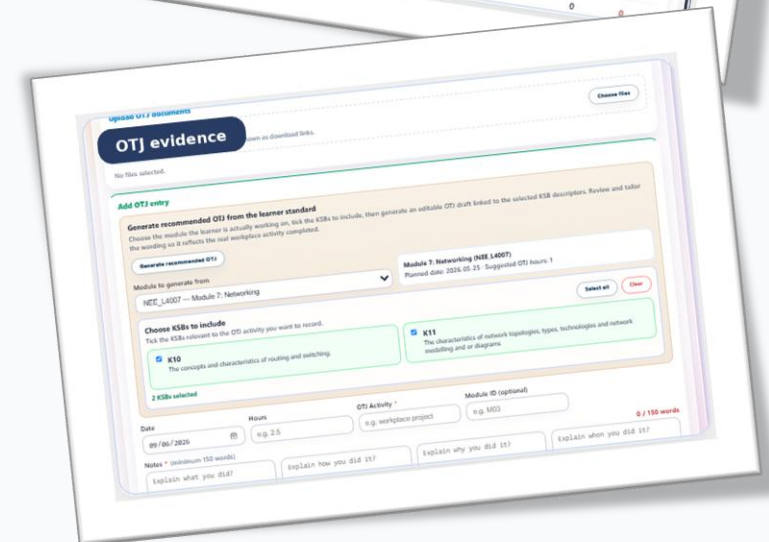 0
0
Upload OTJ documents
Choose files
OTJ evidence
own as download links.
No files selected.
Add OTJ entry
Generate recommended OTJ from the learner standard
Choose the module the learner is actually working on, tick the KSBs to include, then generate an editable OTJ draft linked to the selected KSB descriptors. Review and tailor
the wording so it reflects the real workplace activity completed.
Generate recommended OTJ
Module to generate from
NEE_L4007 — Module 7: Networking
Module 7: Networking (NEE_L4007)
Planned date: 2026-05-25 · Suggested OTJ hours: 1
Choose KSBs to include
Tick the KSBs relevant to the OTJ activity you want to record.
Select all
Clear
K10
The concepts and characteristics of routing and switching.
K11
The characteristics of network topologies, types, technologies and network
modelling and or diagrams
2 KSBs selected
Date
Hours
OTJ Activity *
Module ID (optional)
09/06/2026
e.g. 2.5
e.g. workplace project
e.g. M03
Notes * (minimum 150 words)
0 / 150 words
Explain what you did?
Explain how you did it?
Explain why you did it?
Explain when you did it?